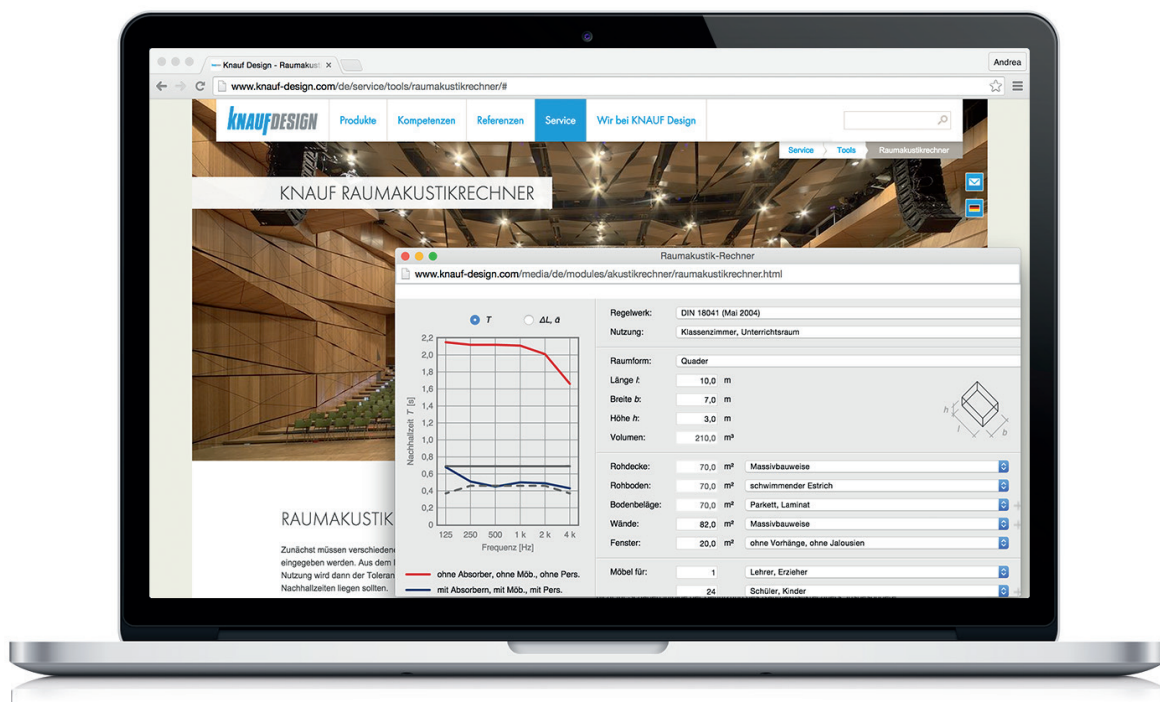 Knauf Design - Raumakust
Andrea
www.knauf-design.com/de/service/tools/raumakustikrechner/#
KNAUFDESIGN Produkte Kompetenzen Referenzen Service Wir bei KNAUF Design
Service Tools Raumakustikrechner
KNAUF RAUMAKUSTIKRECHNER
Raumakustik-Rechner
www.knauf-design.com/media/de/modules/akustikrechner/raumakustikrechner.html
T ΔL, ā
2,2
2,0
1,8
1,6
1,4
1,2
1,0
0,8
0,6
0,4
0,2
0
Nachhallzeit T [s]
125 250 500 1 k 2 k 4 k
Frequenz [Hz]
ohne Absorber, ohne Möb., ohne Pers.
mit Absorbern, mit Möb., mit Pers.
Regelwerk: DIN 18041 (Mai 2004)
Nutzung: Klassenzimmer, Unterrichtsraum
Raumform: Quader
Länge l: 10,0 m
Breite b: 7,0 m
Höhe h: 3,0 m
Volumen: 210,0 m³
h
l
b
Rohdecke: 70,0 m² Massivbauweise
Rohboden: 70,0 m² schwimmender Estrich
Bodenbeläge: 70,0 m² Parkett, Laminat
Wände: 82,0 m² Massivbauweise
Fenster: 20,0 m² ohne Vorhänge, ohne Jalousien
Möbel für: 1 Lehrer, Erzieher
24 Schüler, Kinder
RAUMAKUSTIK
Zunächst müssen verschieden
eingegeben werden. Aus dem
Nutzung wird dann der Toleran
Nachhallzeiten liegen sollten.